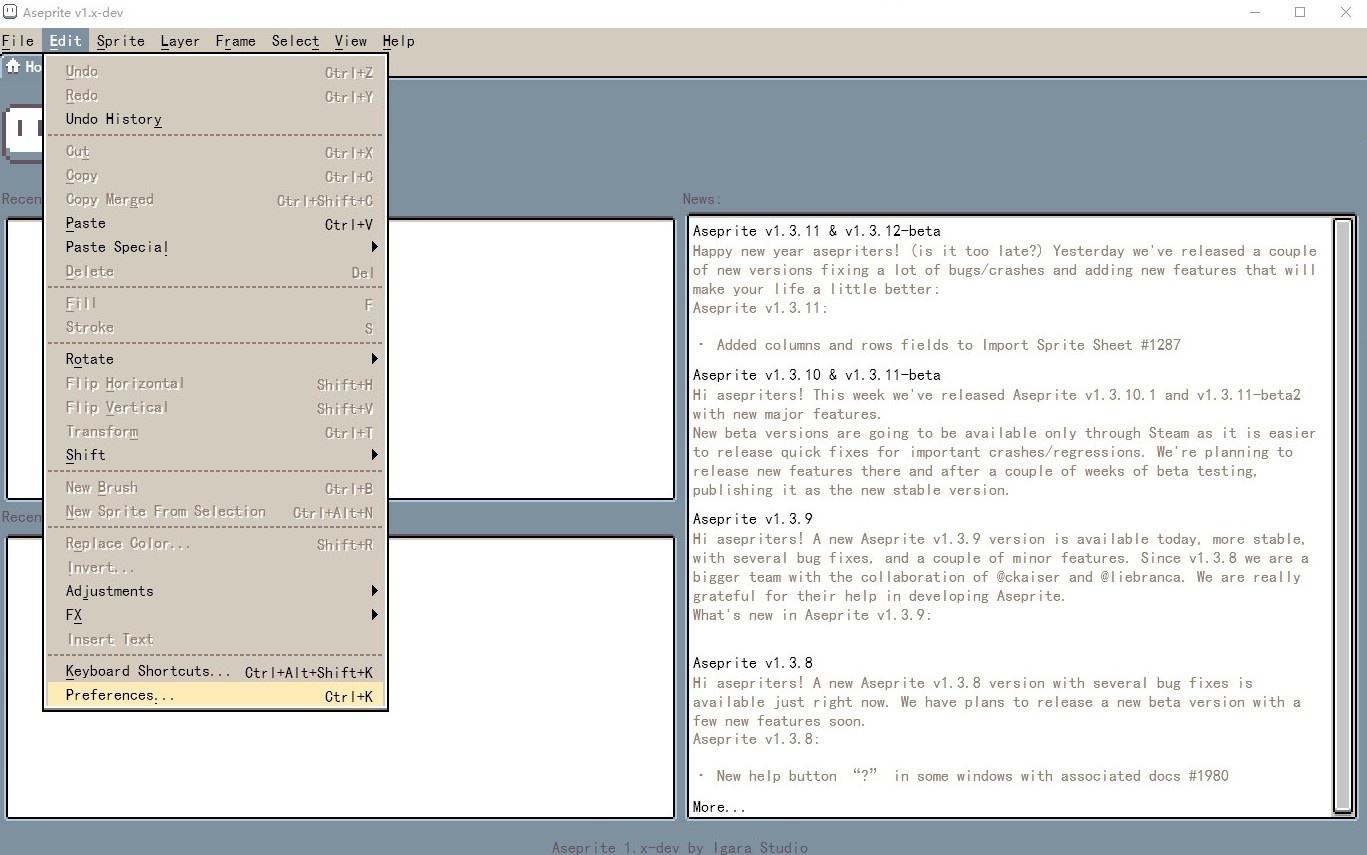 Aseprite v1.x-dev
File Edit Sprite Layer Frame Select View Help
Ho
Undo Ctrl+Z
Redo Ctrl+Y
Undo History
Cut Ctrl+X
Copy Ctrl+C
Copy Merged Ctrl+Shift+C
Paste Ctrl+V
Paste Special
Delete Del
Fill F
Stroke S
Rotate
Flip Horizontal Shift+H
Flip Vertical Shift+V
Transform Ctrl+T
Shift
New Brush Ctrl+B
New Sprite From Selection Ctrl+Alt+N
Replace Color... Shift+R
Invert...
Adjustments
FX
Insert Text
Keyboard Shortcuts... Ctrl+Alt+Shift+K
Preferences... Ctrl+K
Recen
Recen
News:
Aseprite v1.3.11 & v1.3.12-beta
Happy new year asepriters! (is it too late?) Yesterday we've released a couple
of new versions fixing a lot of bugs/crashes and adding new features that will
make your life a little better:
Aseprite v1.3.11:
· Added columns and rows fields to Import Sprite Sheet #1287
Aseprite v1.3.10 & v1.3.11-beta
Hi asepriters! This week we've released Aseprite v1.3.10.1 and v1.3.11-beta2
with new major features.
New beta versions are going to be available only through Steam as it is easier
to release quick fixes for important crashes/regressions. We're planning to
release new features there and after a couple of weeks of beta testing,
publishing it as the new stable version.
Aseprite v1.3.9
Hi asepriters! A new Aseprite v1.3.9 version is available today, more stable,
with several bug fixes, and a couple of minor features. Since v1.3.8 we are a
bigger team with the collaboration of @ckaiser and @liebranca. We are really
grateful for their help in developing Aseprite.
What's new in Aseprite v1.3.9:
Aseprite v1.3.8
Hi asepriters! A new Aseprite v1.3.8 version with several bug fixes is
available just right now. We have plans to release a new beta version with a
few new features soon.
Aseprite v1.3.8:
· New help button “?” in some windows with associated docs #1980
More...
Aseprite 1.x-dev by Igara Studio